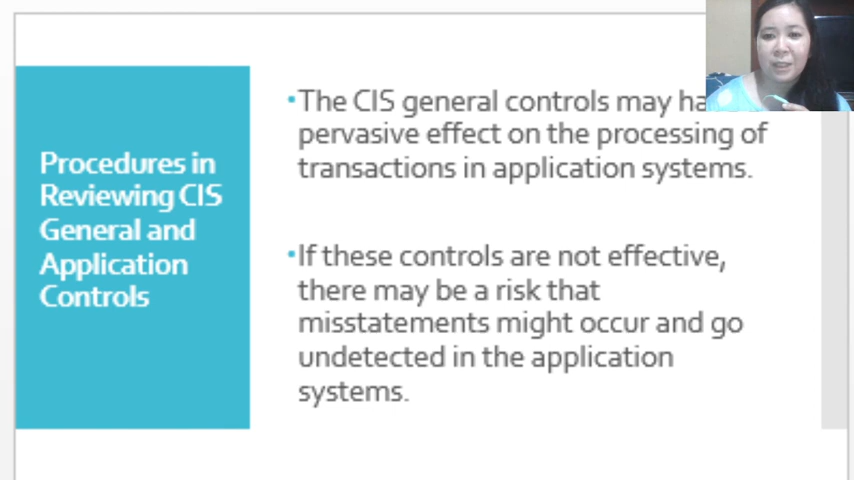 Procedures in
Reviewing CIS
General and
Application
Controls
•The CIS general controls may
pervasive effect on the processing of
transactions in application systems.
•If these controls are not effective,
there may be a risk that
misstatements might occur and go
undetected in the application
systems.